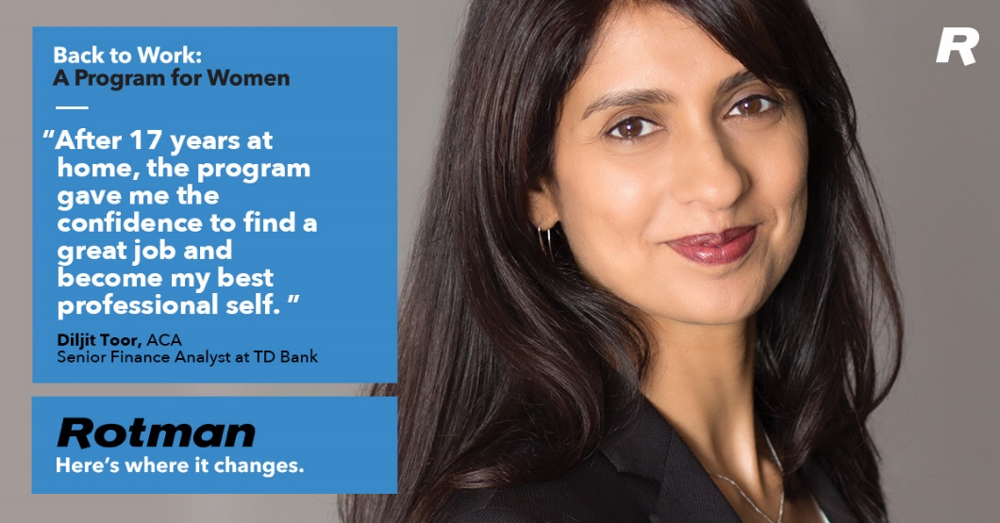 Back to Work:
A Program for Women
“After 17 years at
home, the program
gave me the
confidence to find a
great job and
become my best
professional self. ”
Diljit Toor, ACA
Senior Finance Analyst at TD Bank
Rotman
Here’s where it changes.
R